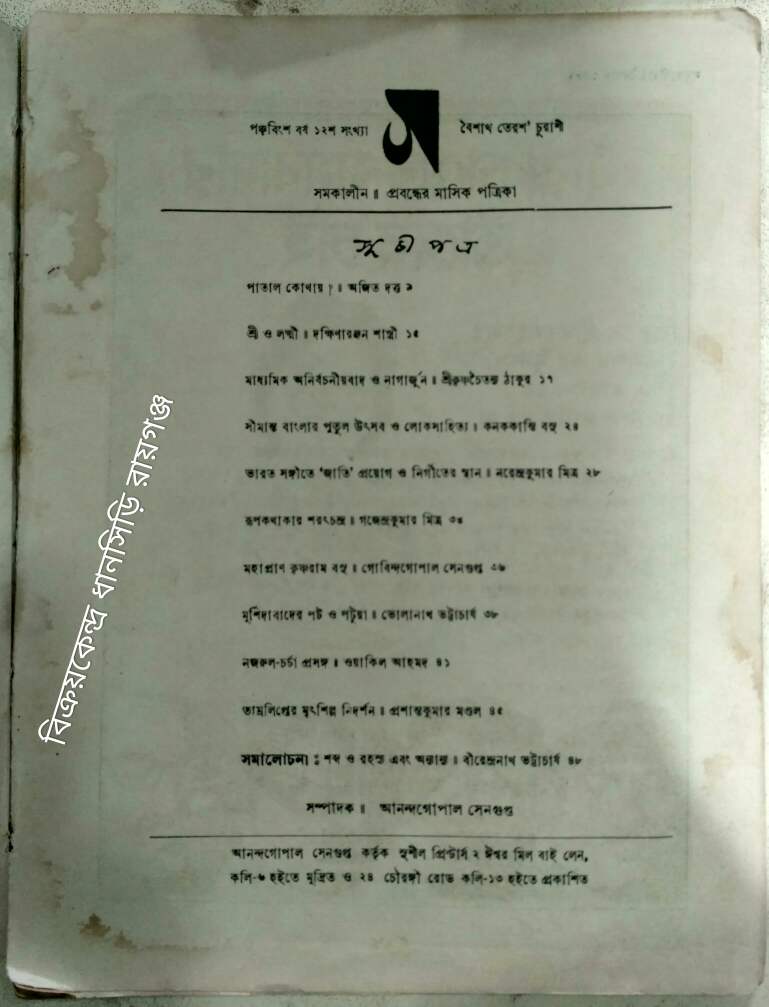 পঞ্চবিংশ বর্ষ ১২শ সংখ্যা
বৈশাখ তেরশ' চুরাশী
সমকালীন ॥ প্রবন্ধের মাসিক পত্রিকা
সূচীপত্র
পাতাল কোথায় ? ॥ অজিত দত্ত ৯
শ্রী ও লক্ষ্মী ॥ দক্ষিণারঞ্জন শাস্ত্রী ১৫
মাধ্যমিক অনির্বচনীয়বাদ ও নাগার্জুন ॥ শ্রীকৃষ্ণচৈতন্য ঠাকুর ১৭
সীমান্ত বাংলার পুতুল উৎসব ও লোকসাহিত্য । কনককান্তি বসু ২৪
ভারত সঙ্গীতে 'জাতি' প্রয়োগ ও নির্গীতের স্থান ॥ নরেন্দ্রকুমার মিত্র ২৮
রূপকথাকার শরৎচন্দ্র ॥ গজেন্দ্রকুমার মিত্র ৩৪
মহাপ্রাণ কৃষ্ণরাম বসু ॥ গোবিন্দগোপাল সেনগুপ্ত ৩৬
মুর্শিদাবাদের পট ও পটুয়া ॥ ভোলানাথ ভট্টাচার্য ৩৮
নজরুল-চর্চা প্রসঙ্গ ॥ ওয়াকিল আহমদ ৪১
তাম্রলিপ্তের মৃৎশিল্প নিদর্শন ॥ প্রশান্তকুমার মণ্ডল ৪৫
সমালোচনা : শব্দ ও রহস্য এবং অন্যান্য ॥ বীরেন্দ্রনাথ ভট্টাচার্য ৪৮
সম্পাদক ॥ আনন্দগোপাল সেনগুপ্ত
আনন্দগোপাল সেনগুপ্ত কর্তৃক সুশীল প্রিন্টার্স ২ ঈশ্বর মিল বাই লেন,
কলি-৬ হইতে মুদ্রিত ও ২৪ চৌরঙ্গী রোড কলি-১৩ হইতে প্রকাশিত
বিক্রয়কেন্দ্র ধানসিড়ি রায়গঞ্জ